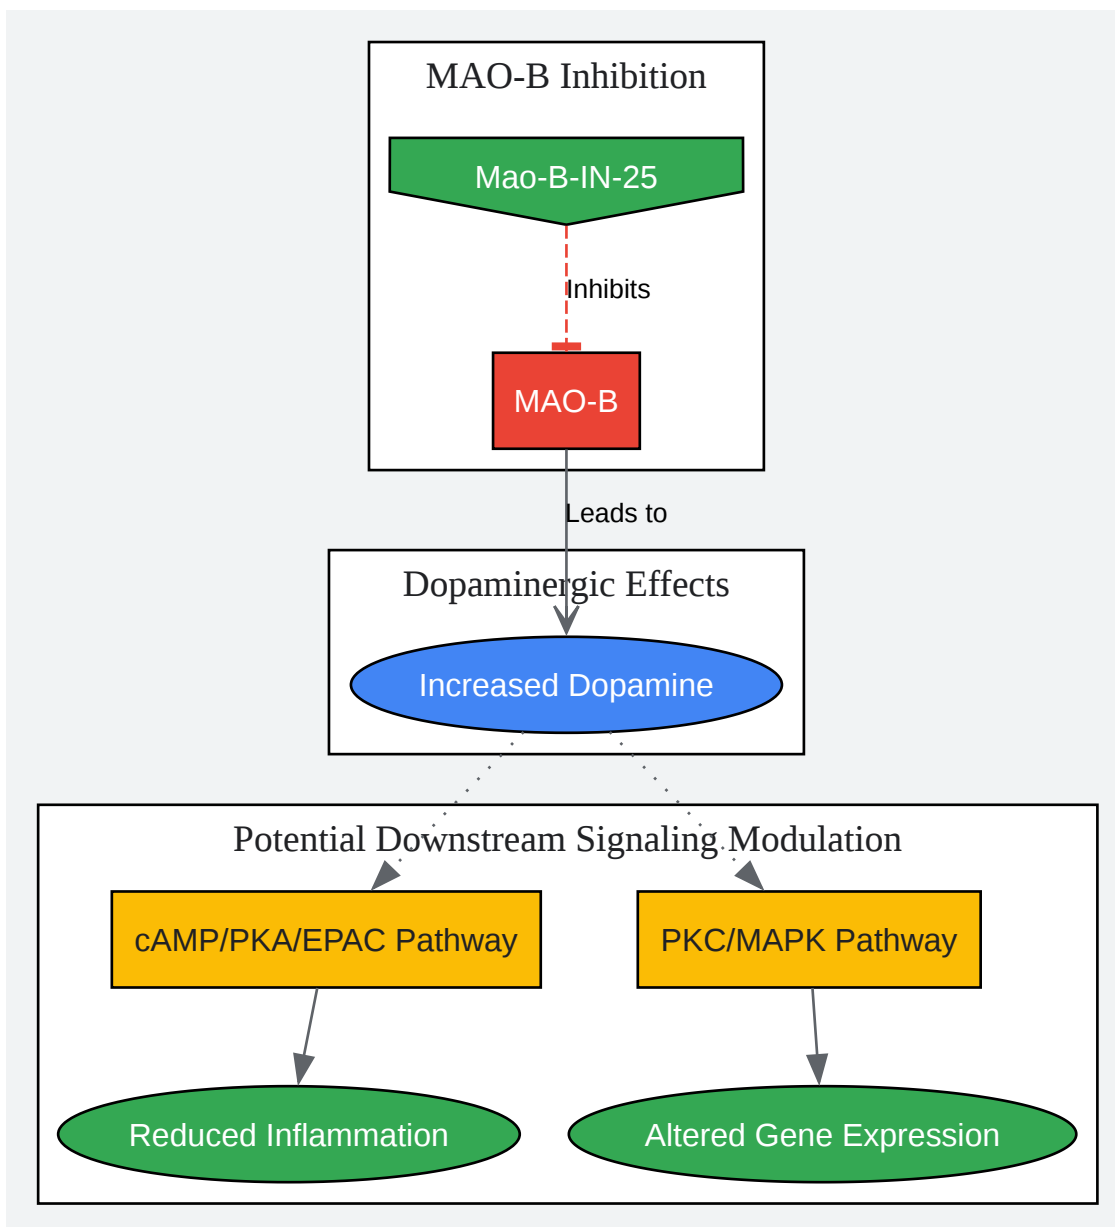 MAO-B Inhibition
Mao-B-IN-25
Inhibits
MAO-B
Leads to
Dopaminergic Effects
Increased Dopamine
Potential Downstream Signaling Modulation
cAMP/PKA/EPAC Pathway
PKC/MAPK Pathway
Reduced Inflammation
Altered Gene Expression